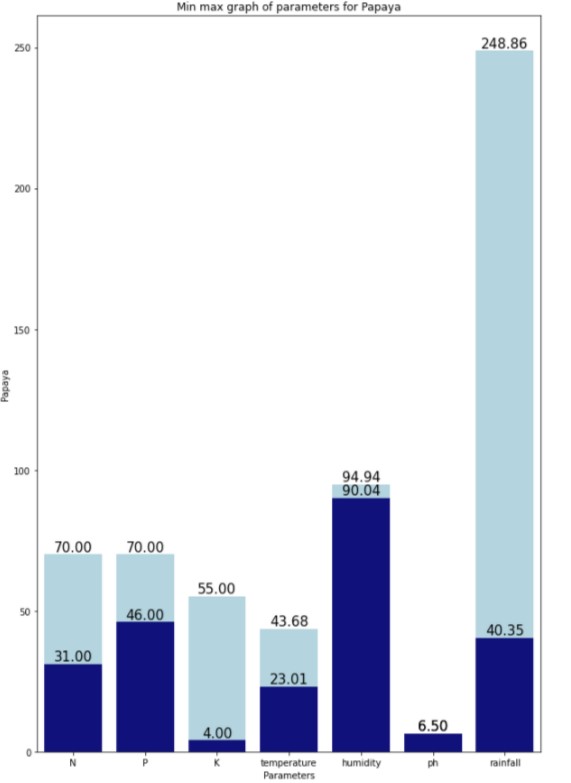 Min max graph of parameters for Papaya
250
200
150
100
50
0
Papaya
248.86
94.94
90.04
70.00
70.00
55.00
46.00
43.68
40.35
31.00
23.01
6.50
4.00
N
P
K
temperature
humidity
ph
rainfall
Parameters